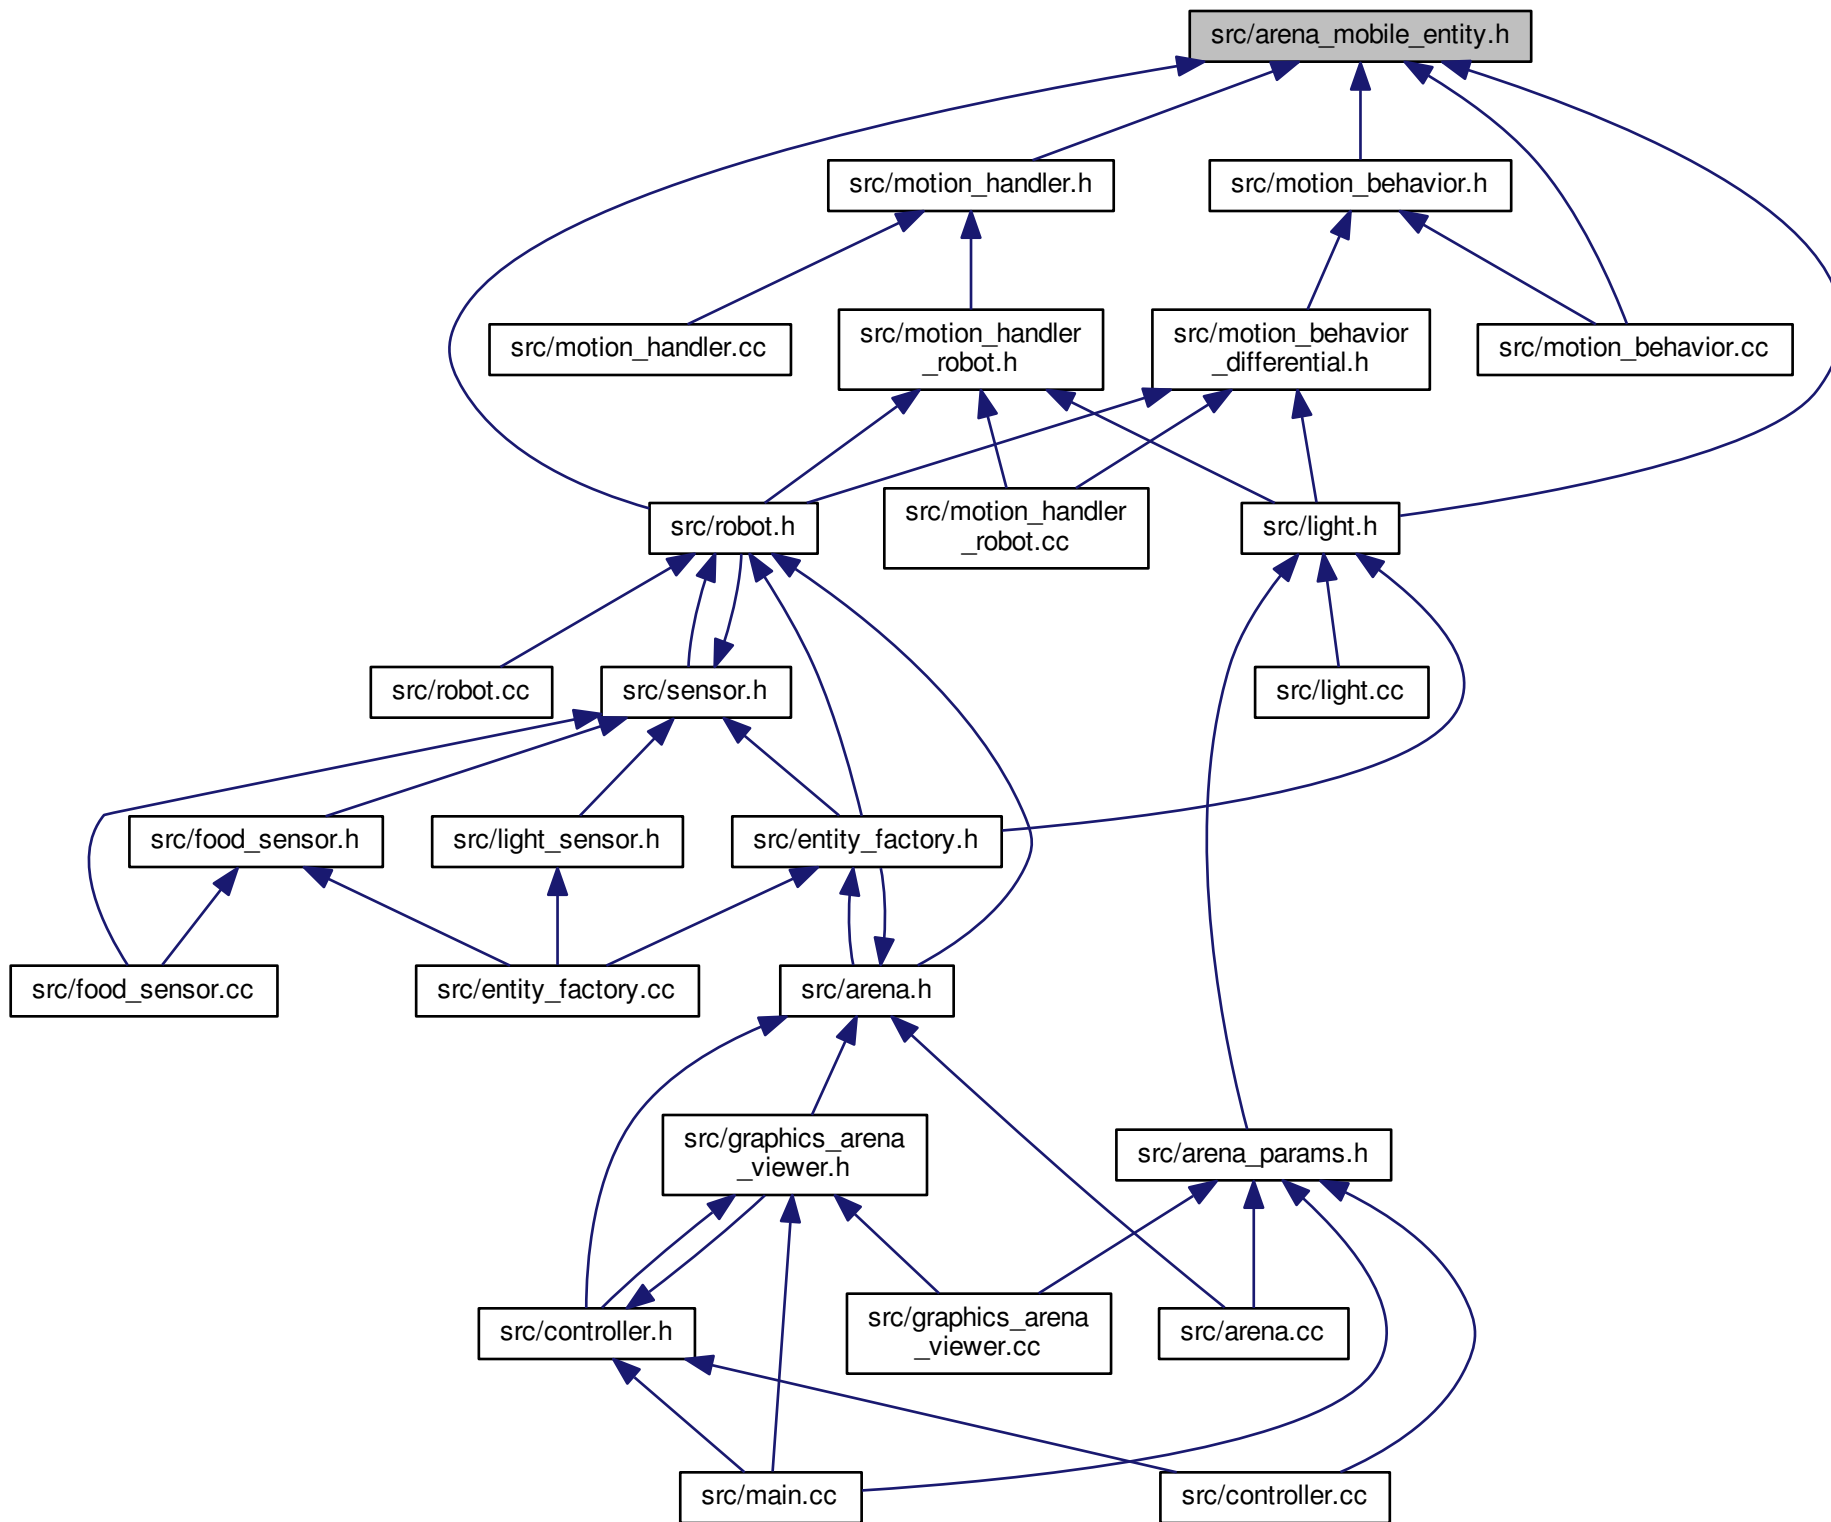 src/arena_mobile_entity.h
src/motion_handler.h
src/motion_behavior.h
src/motion_handler.cc
src/motion_handler
_robot.h
src/motion_behavior
_differential.h
src/motion_behavior.cc
src/robot.h
src/motion_handler
_robot.cc
src/light.h
src/robot.cc
src/sensor.h
src/light.cc
src/food_sensor.h
src/light_sensor.h
src/entity_factory.h
src/food_sensor.cc
src/entity_factory.cc
src/arena.h
src/graphics_arena
_viewer.h
src/arena_params.h
src/controller.h
src/graphics_arena
_viewer.cc
src/arena.cc
src/main.cc
src/controller.cc